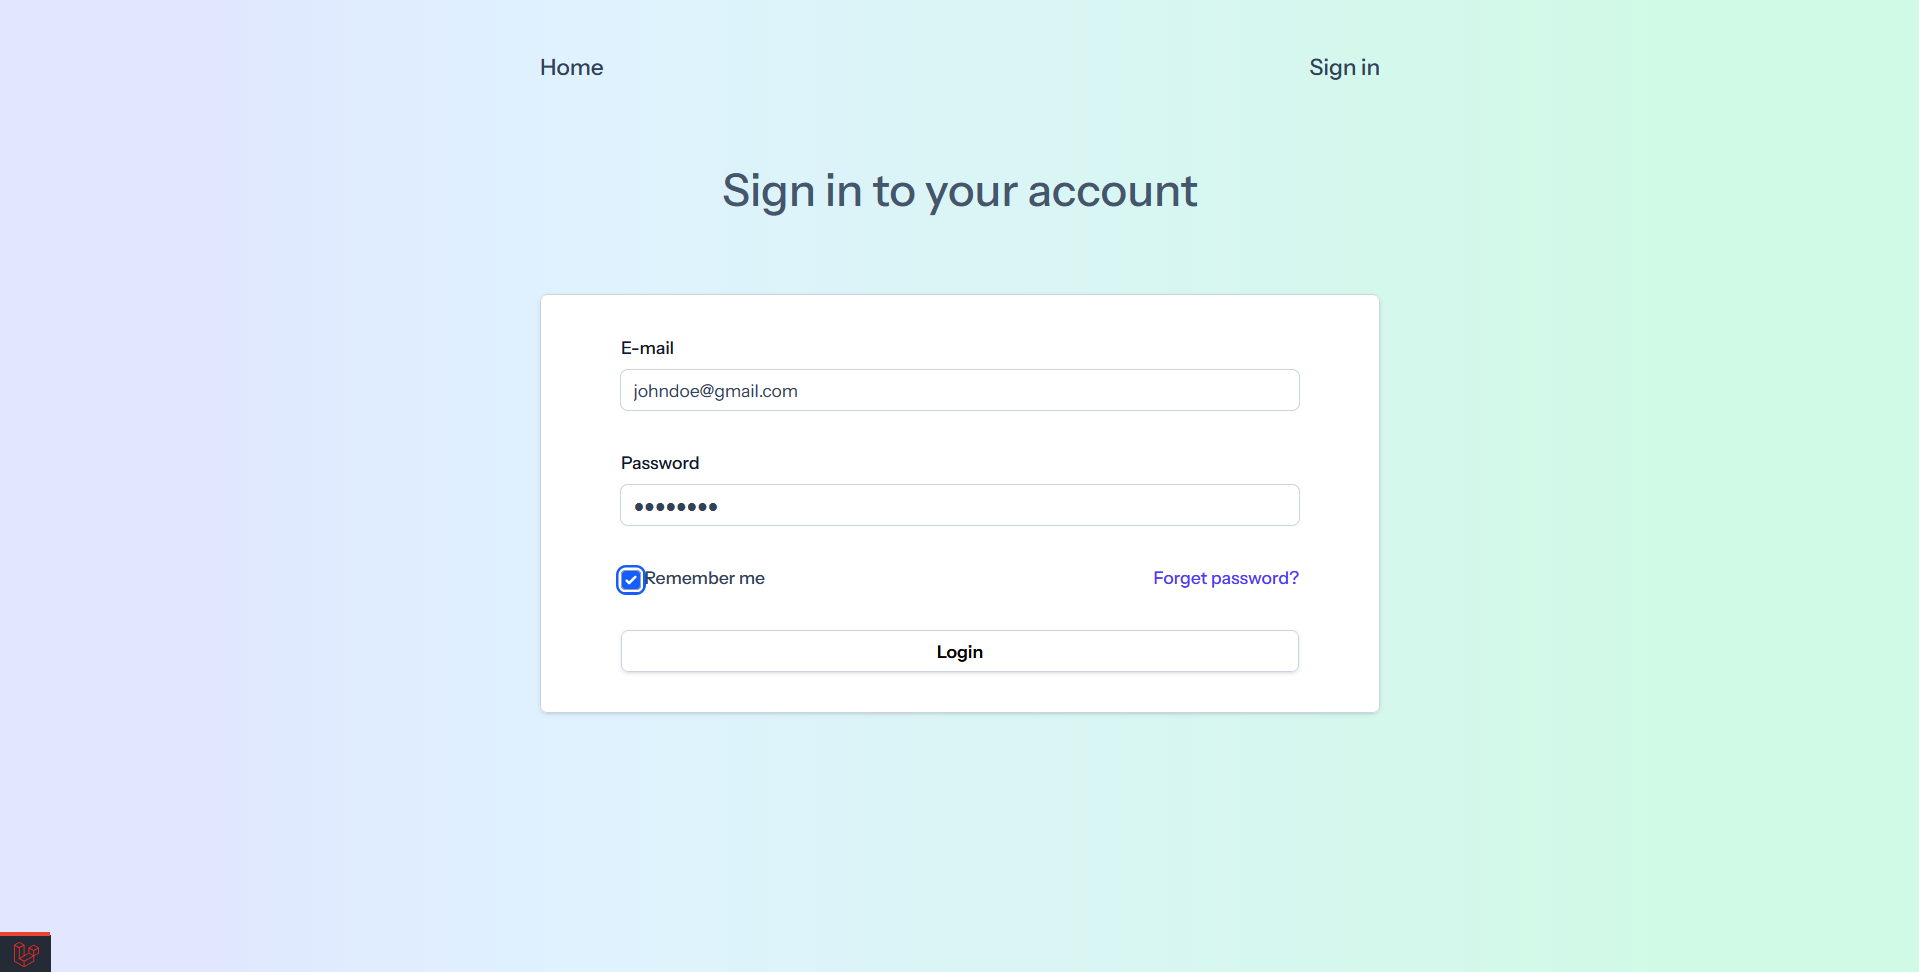 Home
Sign in
Sign in to your account
E-mail
johndoe@gmail.com
Password
••••••••
Remember me
Forget password?
Login